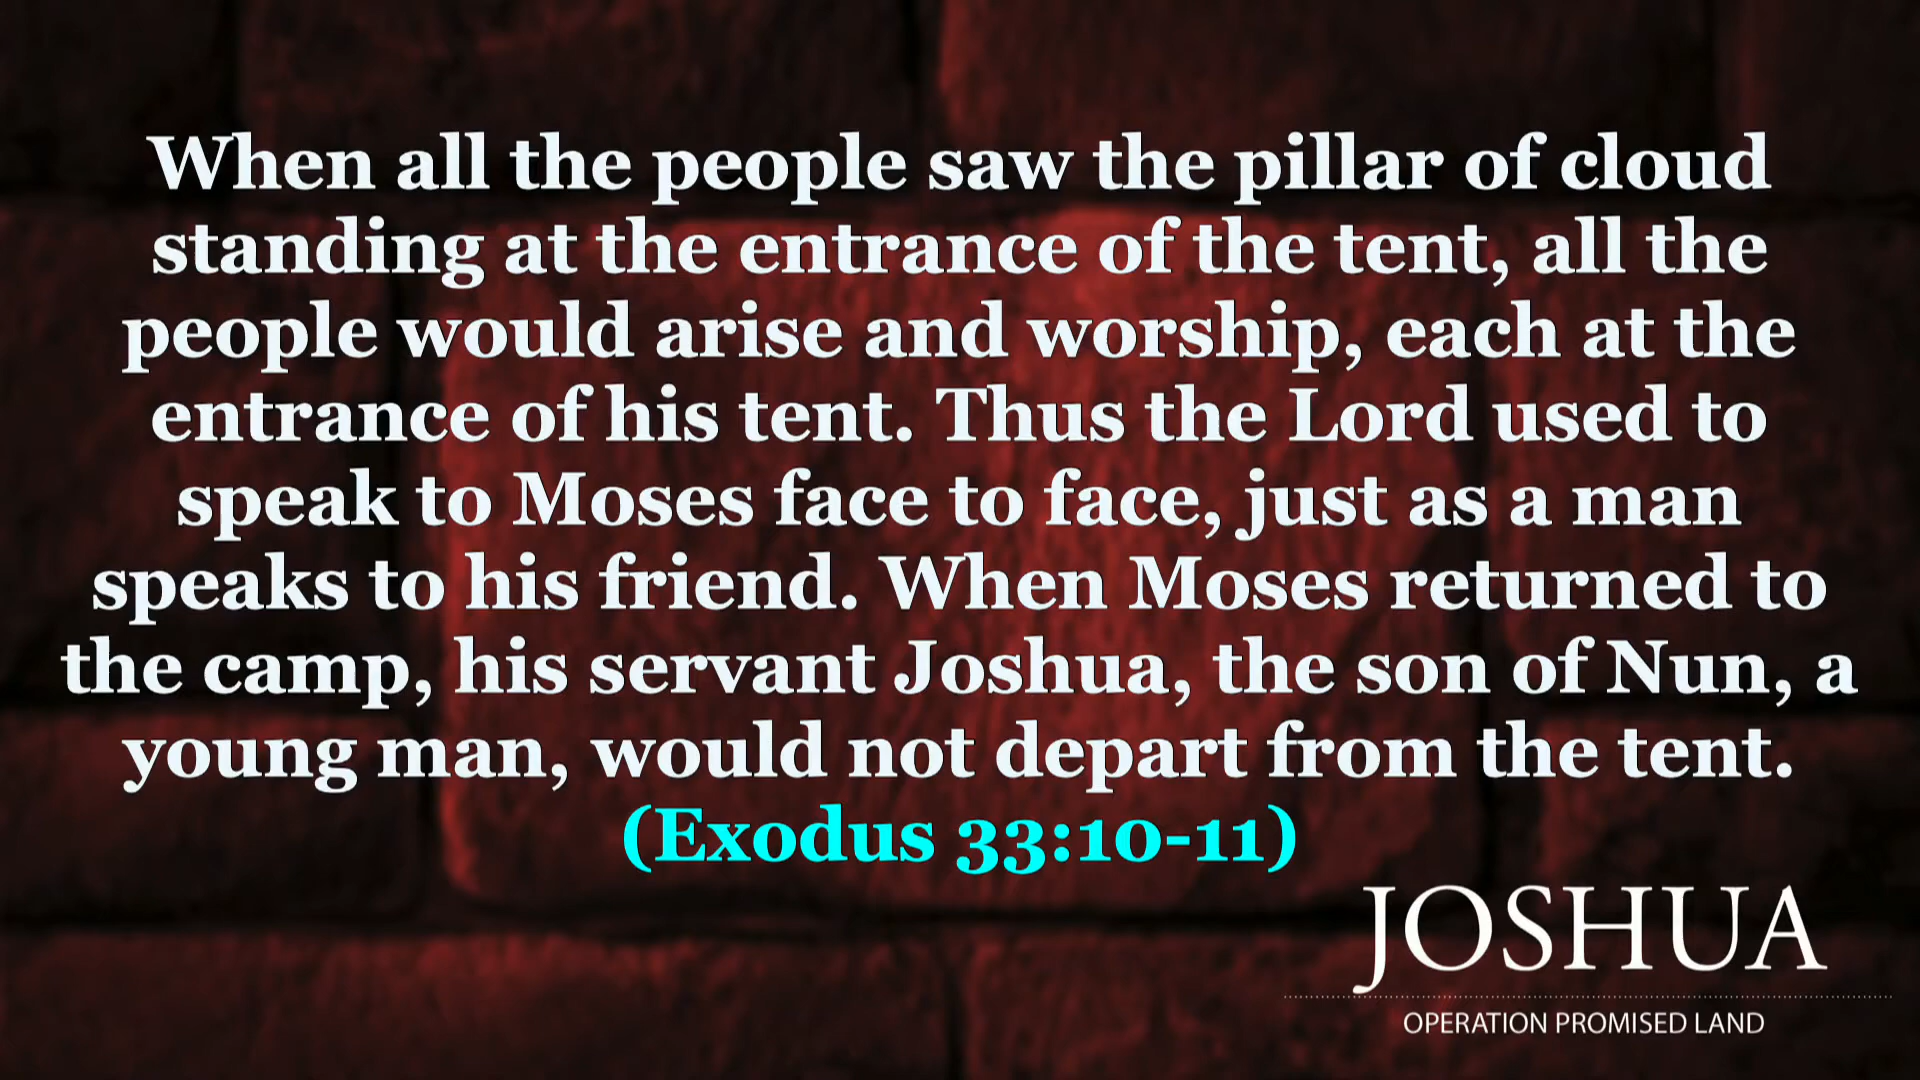 When all the people saw the pillar of cloud
standing at the entrance of the tent, all the
people would arise and worship, each at the
entrance of his tent. Thus the Lord used to
speak to Moses face to face, just as a man
speaks to his friend. When Moses returned to
the camp, his servant Joshua, the son of Nun, a
young man, would not depart from the tent.
(Exodus 33:10-11)
JOSHUA
OPERATION PROMISED LAND